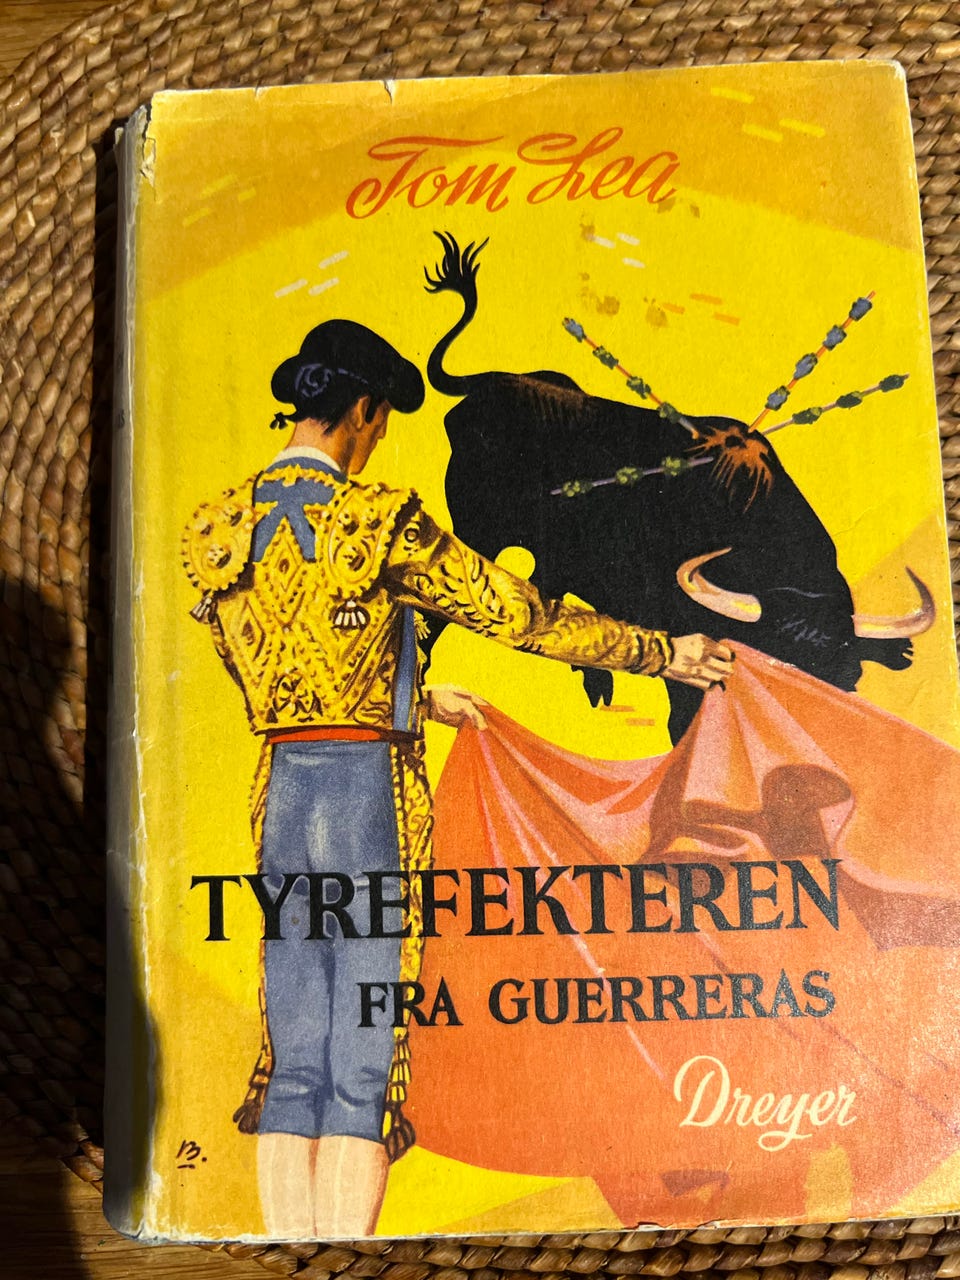 Tom Lea
TYREFEKTEREN
FRA GUERRERAS
Dreyer
B.